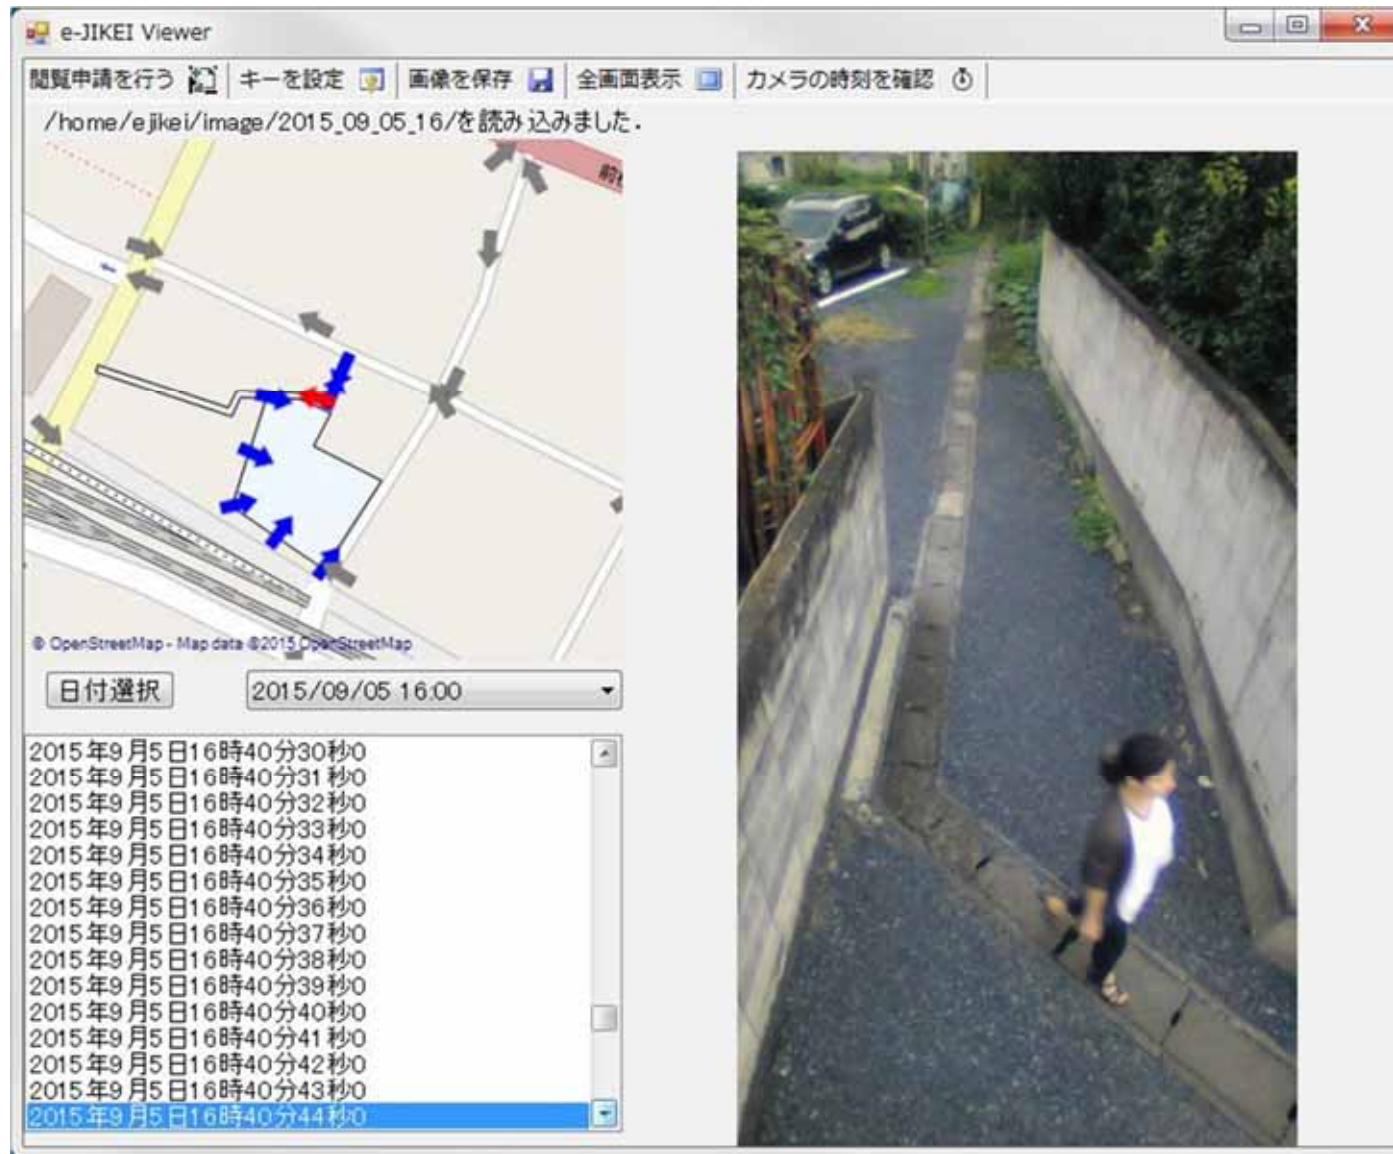 e-JIKEI Viewer
閲覧申請を行う キーを設定 画像を保存 全画面表示 カメラの時刻を確認
/home/ejikei/image/2015_09_05_16/を読み込みました.
© OpenStreetMap - Map data ©2015 OpenStreetMap
日付選択 2015/09/05 16:00
2015年9月5日16時40分30秒0
2015年9月5日16時40分31秒0
2015年9月5日16時40分32秒0
2015年9月5日16時40分33秒0
2015年9月5日16時40分34秒0
2015年9月5日16時40分35秒0
2015年9月5日16時40分36秒0
2015年9月5日16時40分37秒0
2015年9月5日16時40分38秒0
2015年9月5日16時40分39秒0
2015年9月5日16時40分40秒0
2015年9月5日16時40分41秒0
2015年9月5日16時40分42秒0
2015年9月5日16時40分43秒0
2015年9月5日16時40分44秒0